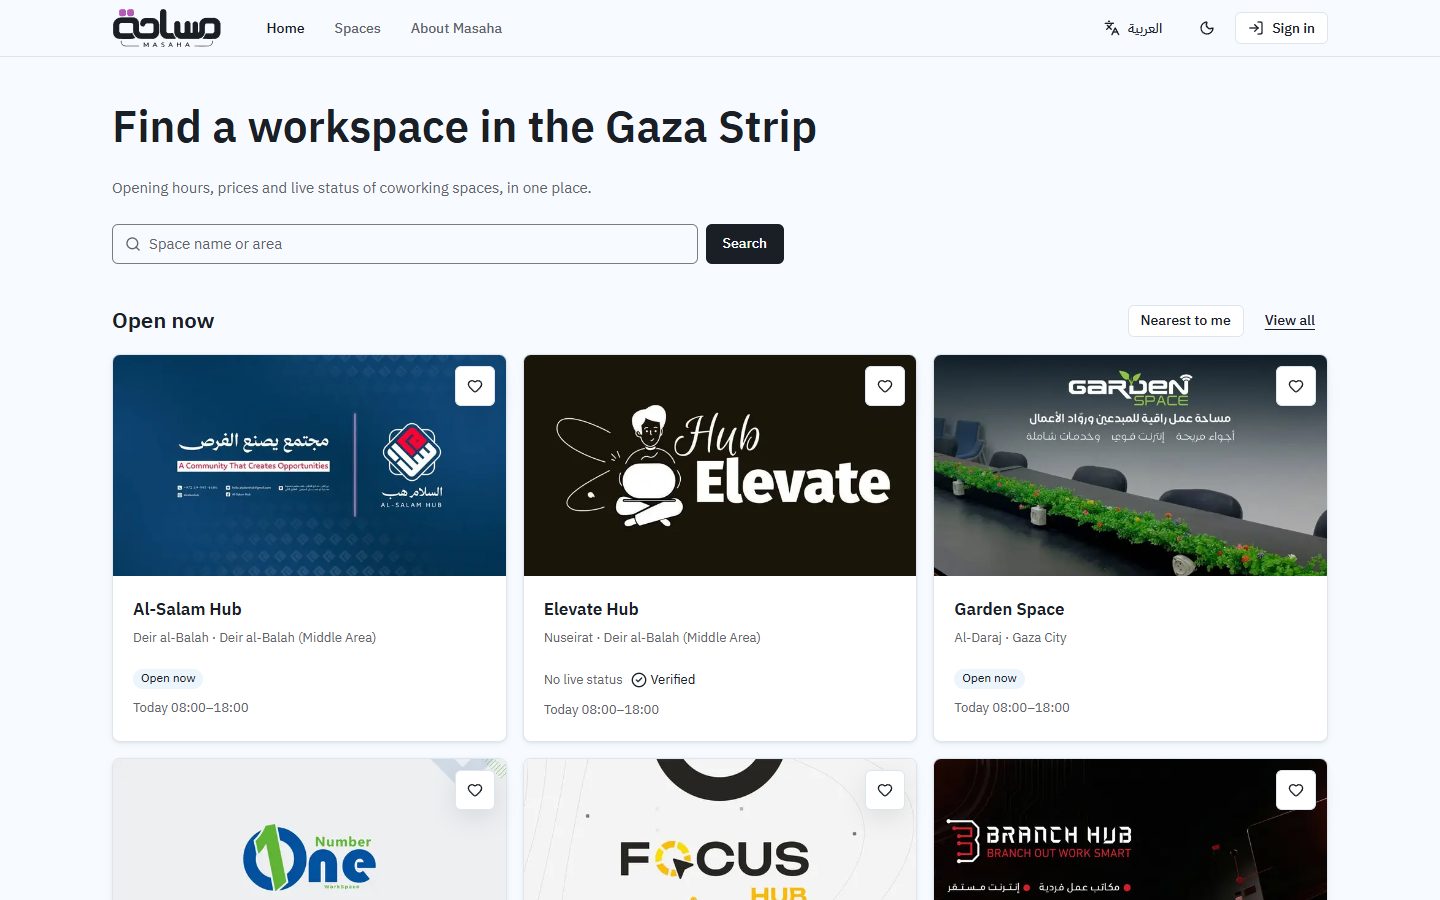 مساحة
MASAHA
Home
Spaces
About Masaha
العربية
Sign in
Find a workspace in the Gaza Strip
Opening hours, prices and live status of coworking spaces, in one place.
Space name or area
Search
Open now
Nearest to me
View all
مجتمع يصنع الفرص
A Community That Creates Opportunities
السلام هب
AL-SALAM HUB
Hub
Elevate
GARDEN
SPACE
مساحة عمل راقية للمبدعين وروّاد الأعمال
أجواء مريحة إنترنت قوي وخدمات شاملة
Al-Salam Hub
Deir al-Balah · Deir al-Balah (Middle Area)
Open now
Today 08:00–18:00
Elevate Hub
Nuseirat · Deir al-Balah (Middle Area)
No live status
Verified
Today 08:00–18:00
Garden Space
Al-Daraj · Gaza City
Open now
Today 08:00–18:00
Number
One
WorkSpace
FOCUS
HUB
BRANCH HUB
BRANCH OUT WORK SMART
مكاتب عمل فردية
إنترنت مستقر